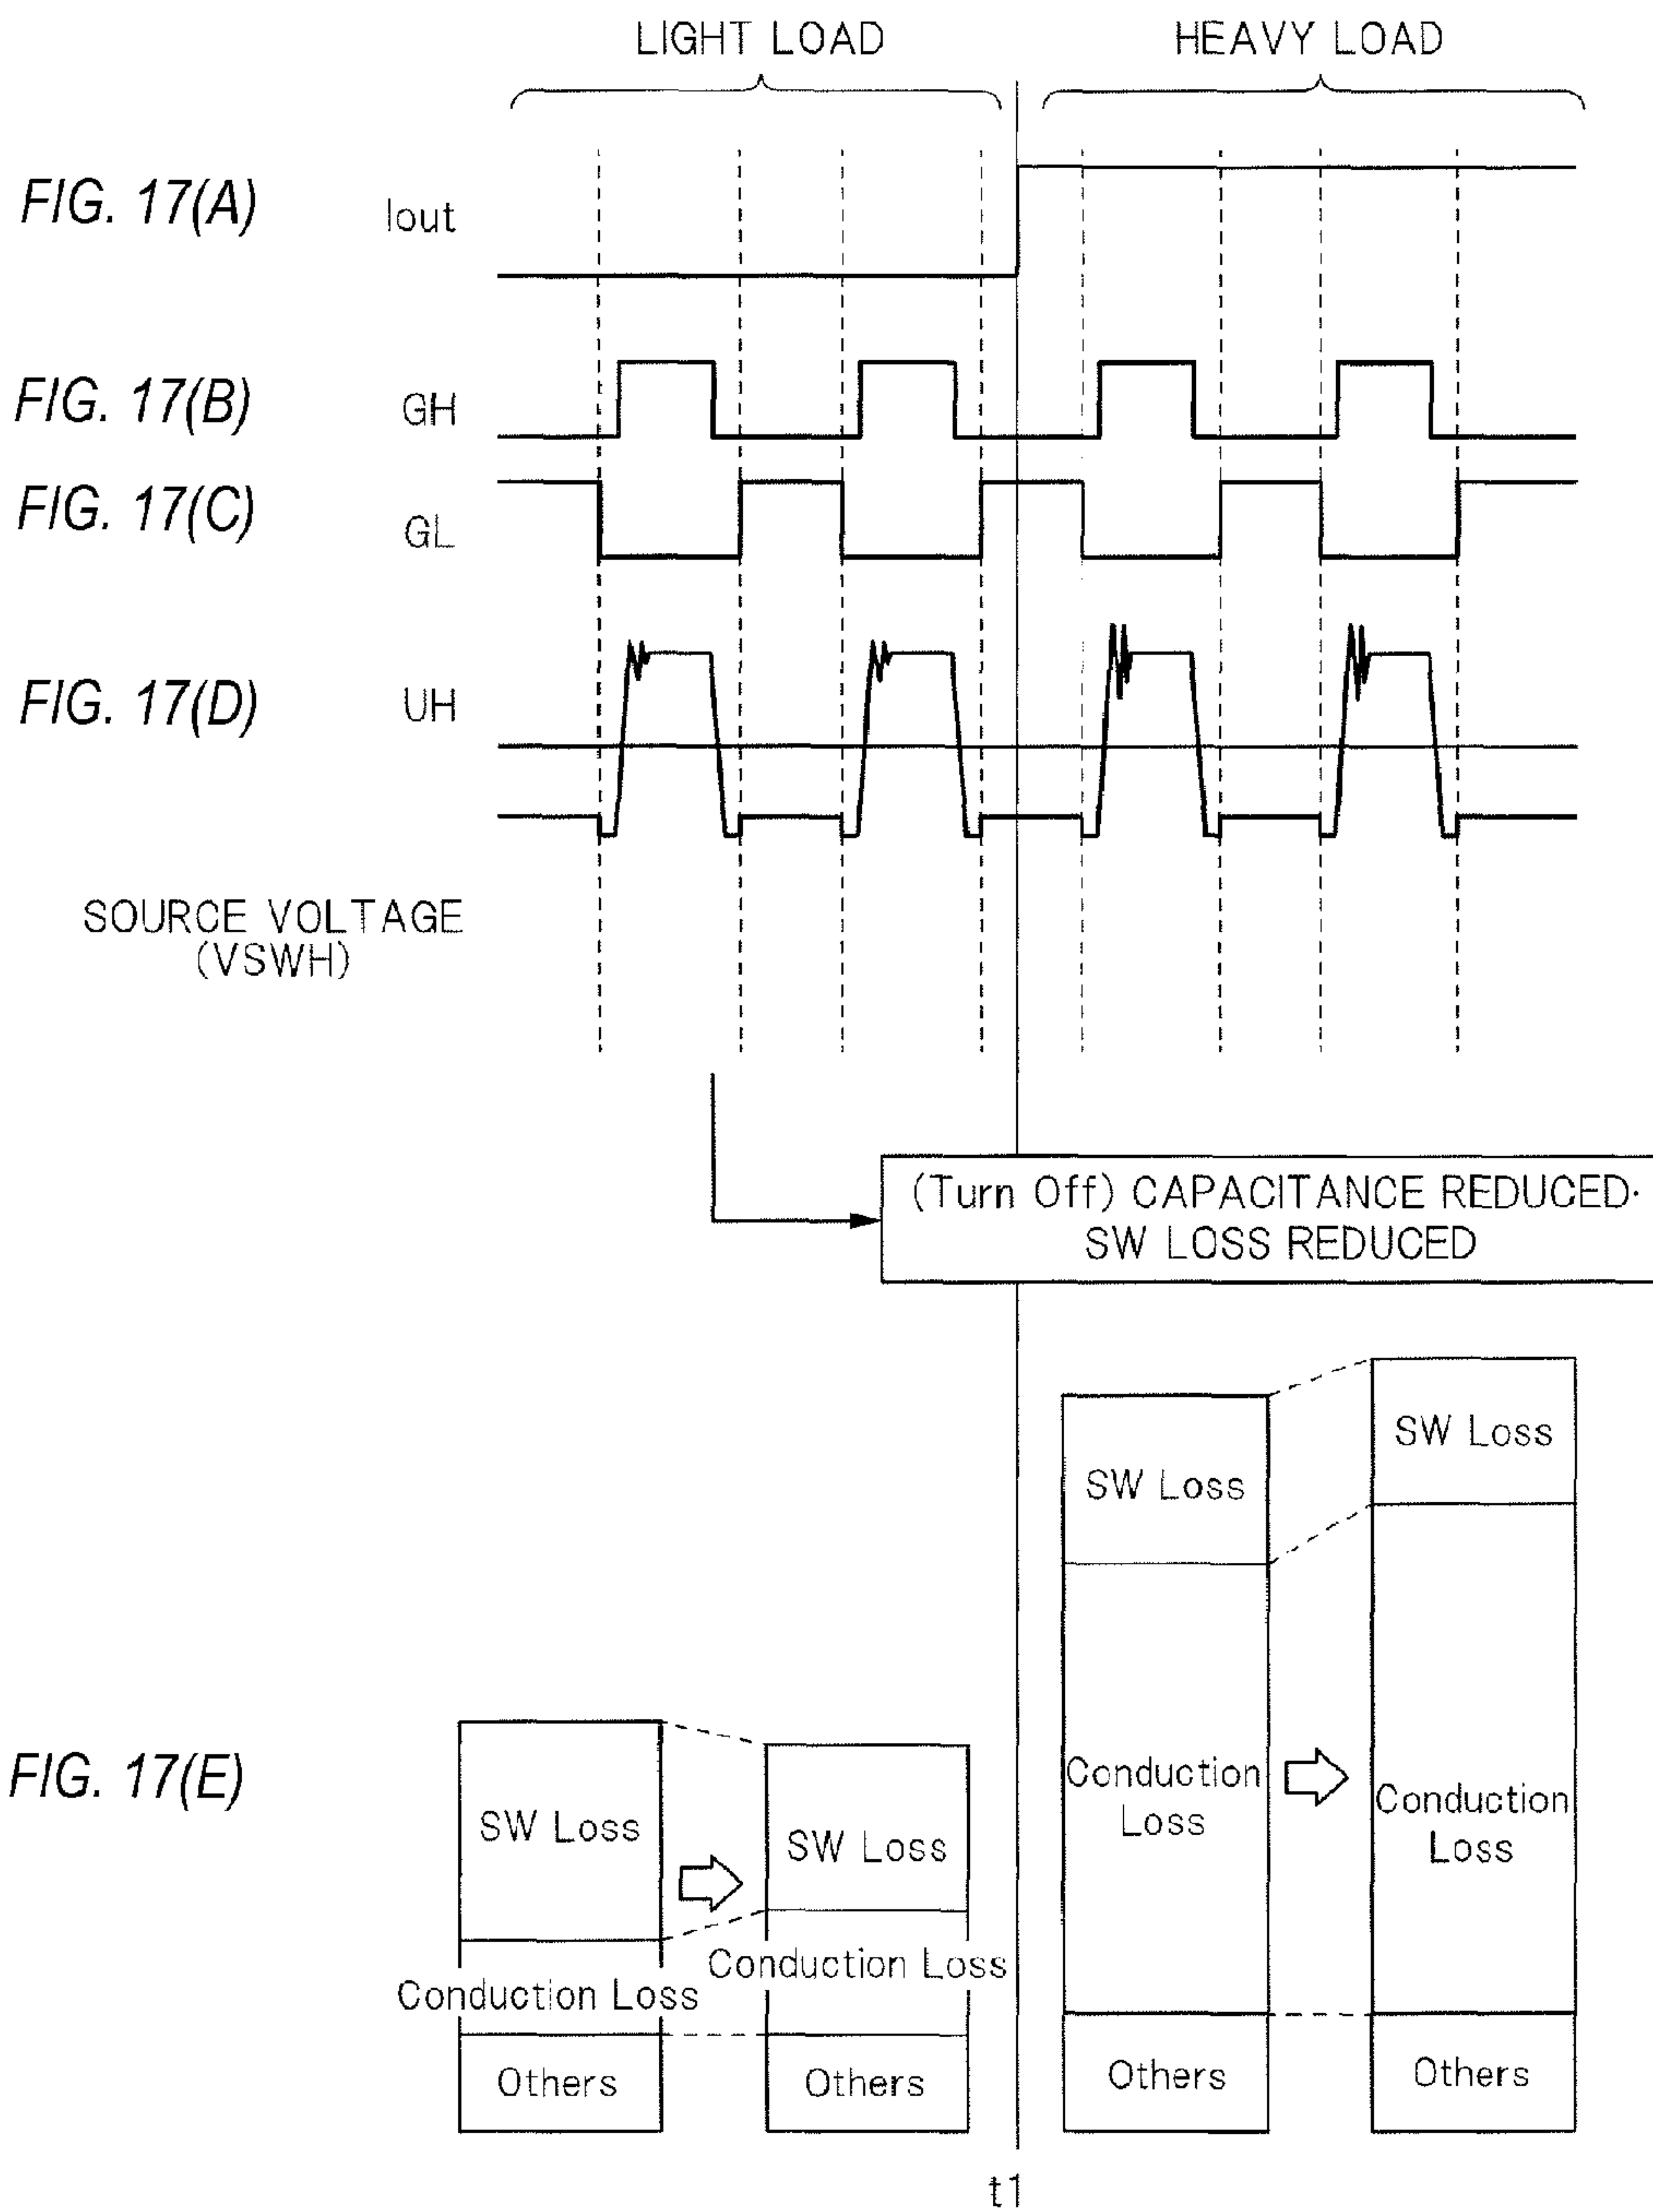 LIGHT LOAD
HEAVY LOAD
FIG. 17(A)
Iout
FIG. 17(B)
GH
FIG. 17(C)
GL
FIG. 17(D)
UH
SOURCE VOLTAGE
(VSWH)
(Turn Off) CAPACITANCE REDUCED·
SW LOSS REDUCED
FIG. 17(E)
SW Loss
Conduction Loss
Others
SW Loss
Conduction Loss
Others
SW Loss
Conduction
Loss
Others
SW Loss
Conduction
Loss
Others
t1